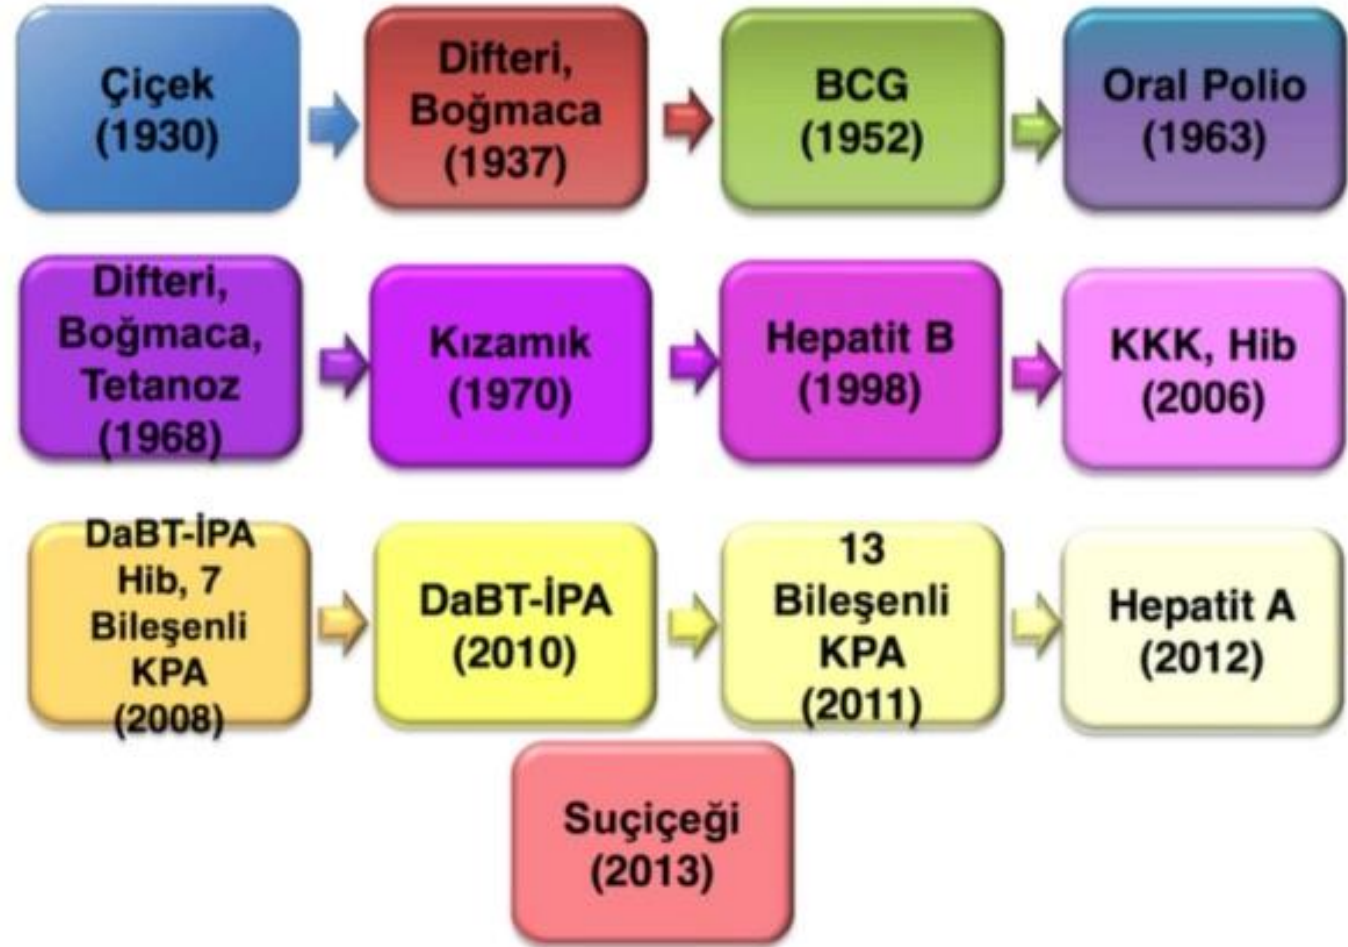 Çiçek
(1930)
Difteri,
Boğmaca
(1937)
BCG
(1952)
Oral Polio
(1963)
Difteri,
Boğmaca,
Tetanoz
(1968)
Kızamık
(1970)
Hepatit B
(1998)
KKK, Hib
(2006)
DaBT-İPA
Hib, 7
Bileşenli
KPA
(2008)
DaBT-İPA
(2010)
13
Bileşenli
KPA
(2011)
Hepatit A
(2012)
Suçiçeği
(2013)